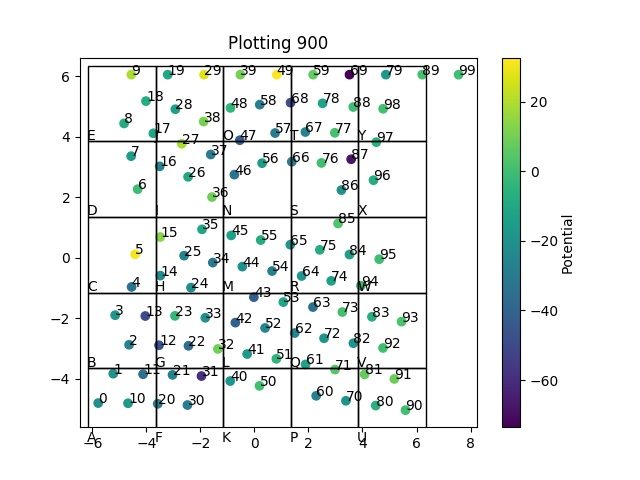 Plotting 900
6 9 19 29 39 49 59 69 79 89 99
18 28 38 48 58 68 78 88 98
8 17 27 37 47 57 67 77 87 97
4 E O T Y
7 16 26 36 46 56 66 76 86 96
2 6 D I N S X
15 25 35 45 55 65 75 85 95
0 5 14 24 34 44 54 64 74 84 94
4 C H M R W
−2 3 13 23 33 43 53 63 73 83 93
2 12 22 32 42 52 62 72 82 92
B G L Q V
−4 1 11 21 31 41 51 61 71 81 91
0 10 20 30 40 50 60 70 80 90
A F K P U
−6 −4 −2 0 2 4 6 8
20
0
−20
−40
−60
Potential